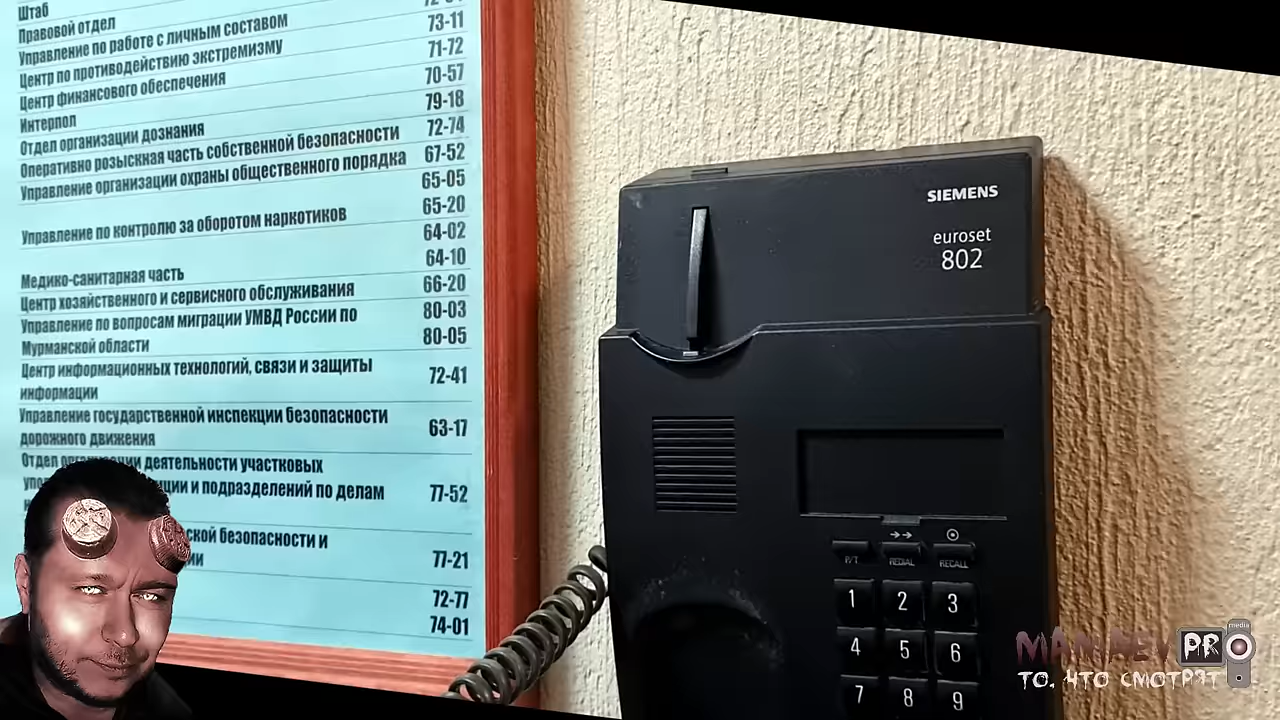 Штаб
Правовой отдел
73-11
Управление по работе с личным составом
71-72
Центр по противодействию экстремизму
70-57
Центр финансового обеспечения
79-18
Интерпол
72-74
Отдел организации дознания
67-52
Оперативно розыскная часть собственной безопасности
65-05
Управление организации охраны общественного порядка
65-20
Управление по контролю за оборотом наркотиков
64-02
64-10
Медико-санитарная часть
66-20
Центр хозяйственного и сервисного обслуживания
80-03
Управление по вопросам миграции УМВД России по
Мурманской области
80-05
Центр информационных технологий, связи и защиты
информации
72-41
Управление государственной инспекции безопасности
дорожного движения
63-17
Отдел организации деятельности участковых
и подразделений по делам
77-52
безопасности и
77-21
72-77
74-01
SIEMENS
euroset
802
P/T REDIAL RECALL
1 2 3
4 5 6
7 8 9
media
PRO
ТО, ЧТО СМОТРЯТ